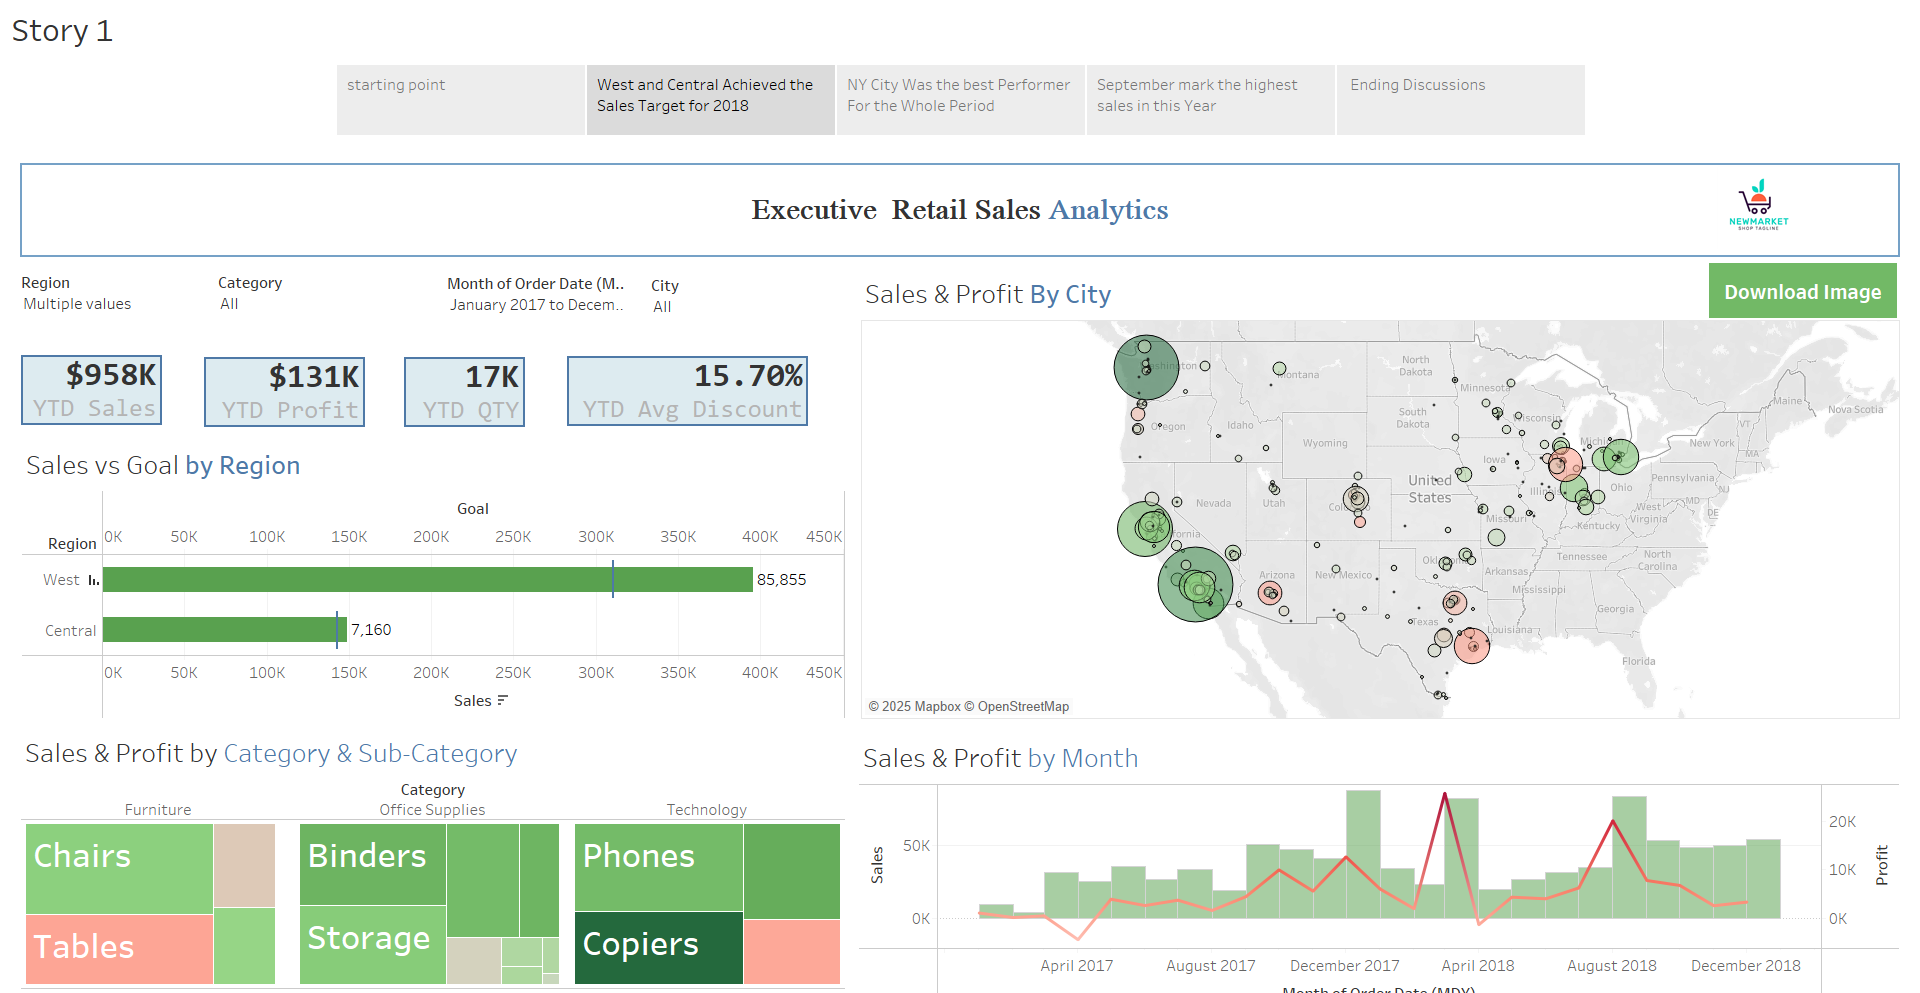 Story 1
starting point
West and Central Achieved the
Sales Target for 2018
NY City Was the best Performer
For the Whole Period
September mark the highest
sales in this Year
Ending Discussions
Executive Retail Sales Analytics
NEWMARKET
SHOP TAGLINE
Region
Multiple values
Category
All
Month of Order Date (M..
January 2017 to Decem..
City
All
$958K
YTD Sales
$131K
YTD Profit
17K
YTD QTY
15.70%
YTD Avg Discount
Sales & Profit By City
Download Image
Montana
North
Dakota
Minnesota
Maine
Nova Scotia
Oregon
Idaho
South
Dakota
Wisconsin
VT
Wyoming
New York
MA
Iowa
Pennsylvania
NJ
United
States
Ohio
Nevada
Utah
MD
West
Virginia
DE
Missouri
Kentucky
Tennessee
North
Carolina
Arizona
New Mexico
Arkansas
Mississippi
Georgia
Texas
Louisiana
Florida
© 2025 Mapbox © OpenStreetMap
Sales vs Goal by Region
Goal
Region
0K 50K 100K 150K 200K 250K 300K 350K 400K 450K
West 85,855
Central 7,160
0K 50K 100K 150K 200K 250K 300K 350K 400K 450K
Sales
Sales & Profit by Category & Sub-Category
Category
Furniture Office Supplies Technology
Chairs
Tables
Binders
Storage
Phones
Copiers
Sales & Profit by Month
Sales
50K
0K
20K
10K
0K
Profit
April 2017 August 2017 December 2017 April 2018 August 2018 December 2018
Month of Order Date (MDY)